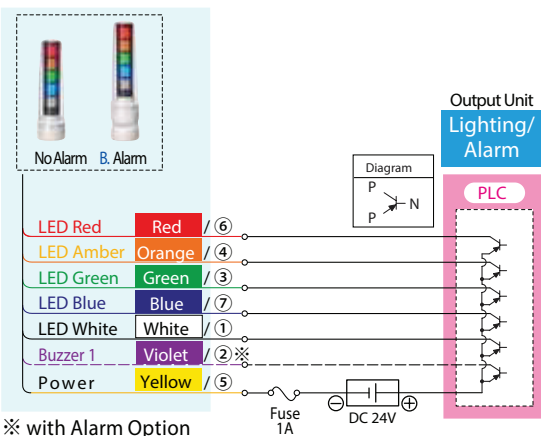 No Alarm B. Alarm
Output Unit
Lighting/
Alarm
PLC
Diagram
P
N
P
LED Red Red /⑥
LED Amber Orange /④
LED Green Green /③
LED Blue Blue /⑦
LED White White /①
Buzzer 1 Violet /②※
Power Yellow /⑤
Fuse
1A
⊖ ⊕
DC 24V
※ with Alarm Option